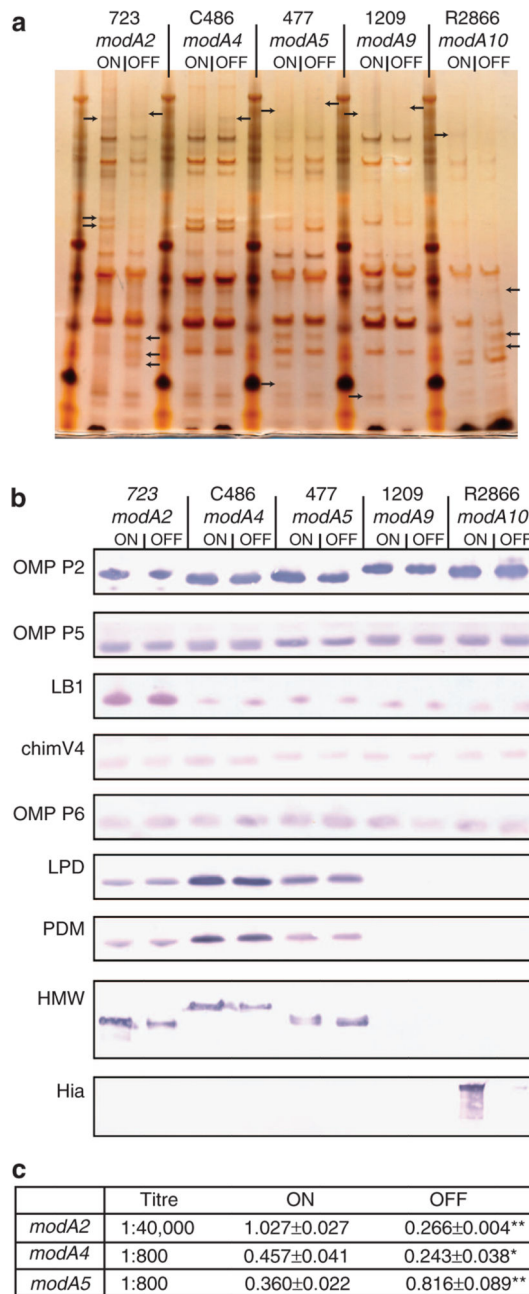 a
723 C486 477 1209 R2866
modA2 modA4 modA5 modA9 modA10
ON OFF ON OFF ON OFF ON OFF ON OFF
b
723 C486 477 1209 R2866
modA2 modA4 modA5 modA9 modA10
ON OFF ON OFF ON OFF ON OFF ON OFF
OMP P2
OMP P5
LB1
chimV4
OMP P6
LPD
PDM
HMW
Hia
c
Titre ON OFF
modA2 1:40,000 1.027±0.027 0.266±0.004**
modA4 1:800 0.457±0.041 0.243±0.038*
modA5 1:800 0.360±0.022 0.816±0.089**